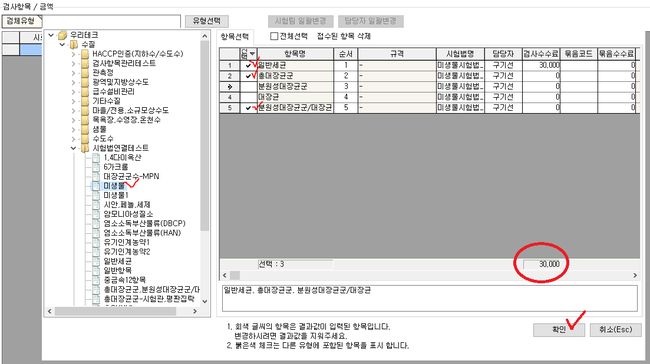 검사항목 / 금액
검체유형
유형선택
시험팀 일괄변경
담당자 일괄변경
우리테크
수질
HACCP인증(지하수/수도수)
검사항목관리테스트
관측정
광역및지방상수도
급수설비관리
기타수질
마을/전용,소규모상수도
목욕장,수영장,온천수
샘물
수도수
시험법연결테스트
1,4다이옥산
6가크롬
대장균군수-MPN
미생물
미생물1
시안,페놀,세제
암모니아성질소
염소소독부산물류(DBCP)
염소소독부산물류(HAN)
유기인계농약1
유기인계농약2
일반세균
일반항목
중금속12항목
총대장균군,분원성대장균군/대
총대장균군-시험관,평판집락
항목선택
전체선택
접수된 항목 삭제
항목명 순서 규격 시험법명 담당자 검사수수료 묶음코드 묶음수수료
1 일반세균 1 - 미생물시험법.. 구기선 30,000 0
2 총대장균군 2 - 미생물시험법.. 구기선 0 0
분원성대장균군 3 - 미생물시험법.. 구기선 0 0
4 대장균 4 - 미생물시험법.. 구기선 0 0
5 분원성대장균군/대장균 5 - 미생물시험법.. 구기선 0 0
선택 : 3 30,000
일반세균, 총대장균군, 분원성대장균군/대장균
1. 회색 글씨의 항목은 결과값이 입력된 항목입니다.
변경하시려면 결과값을 지워주세요.
2. 붉은색 체크는 다른 유형에 포함된 항목을 표시 합니다.
확인
취소(Esc)